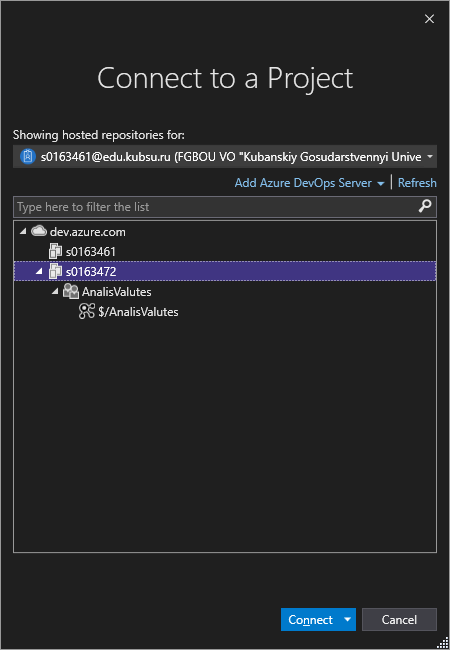 Connect to a Project
Showing hosted repositories for:
s0163461@edu.kubsu.ru (FGBOU VO "Kubanskiy Gosudarstvennyi Unive
Add Azure DevOps Server | Refresh
Type here to filter the list
dev.azure.com
s0163461
s0163472
AnalisValutes
$/AnalisValutes
Connect Cancel